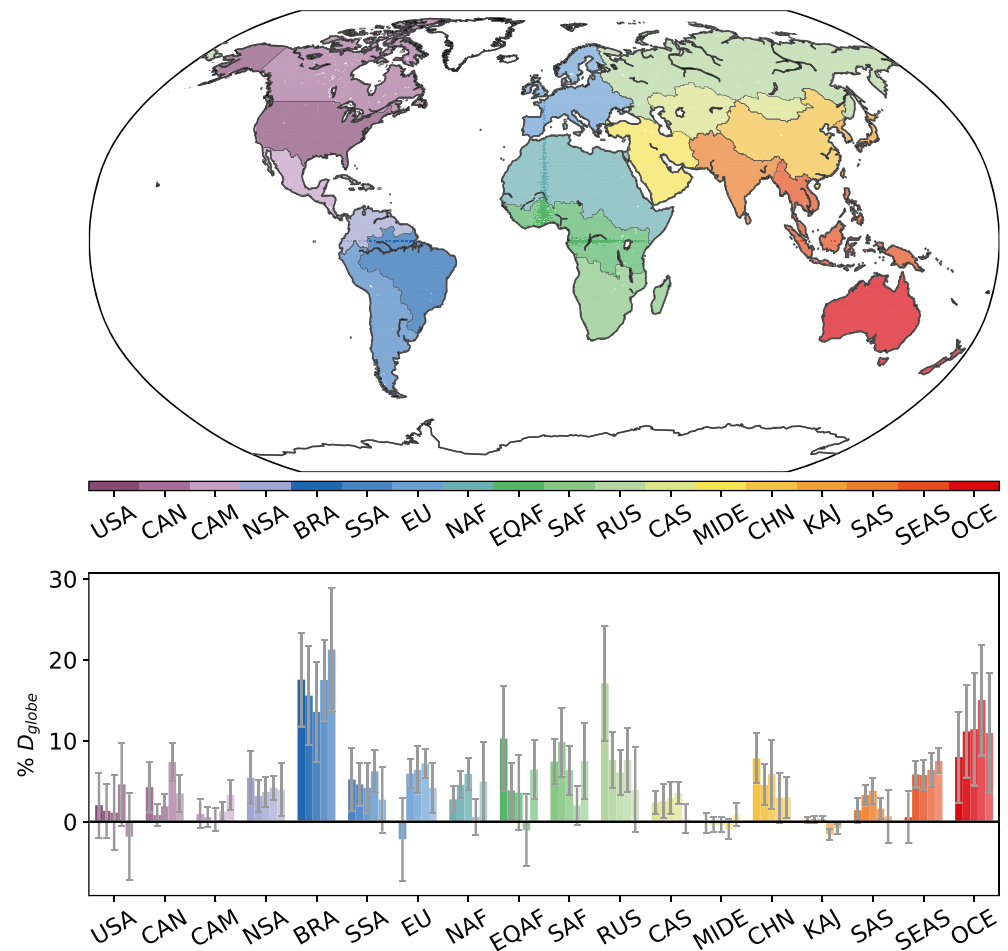 USA CAN CAM NSA BRA SSA EU NAF EQAF SAF RUS CAS MIDE CHN KAJ SAS SEAS OCE
30
20
10
0
% D_globe
USA CAN CAM NSA BRA SSA EU NAF EQAF SAF RUS CAS MIDE CHN KAJ SAS SEAS OCE